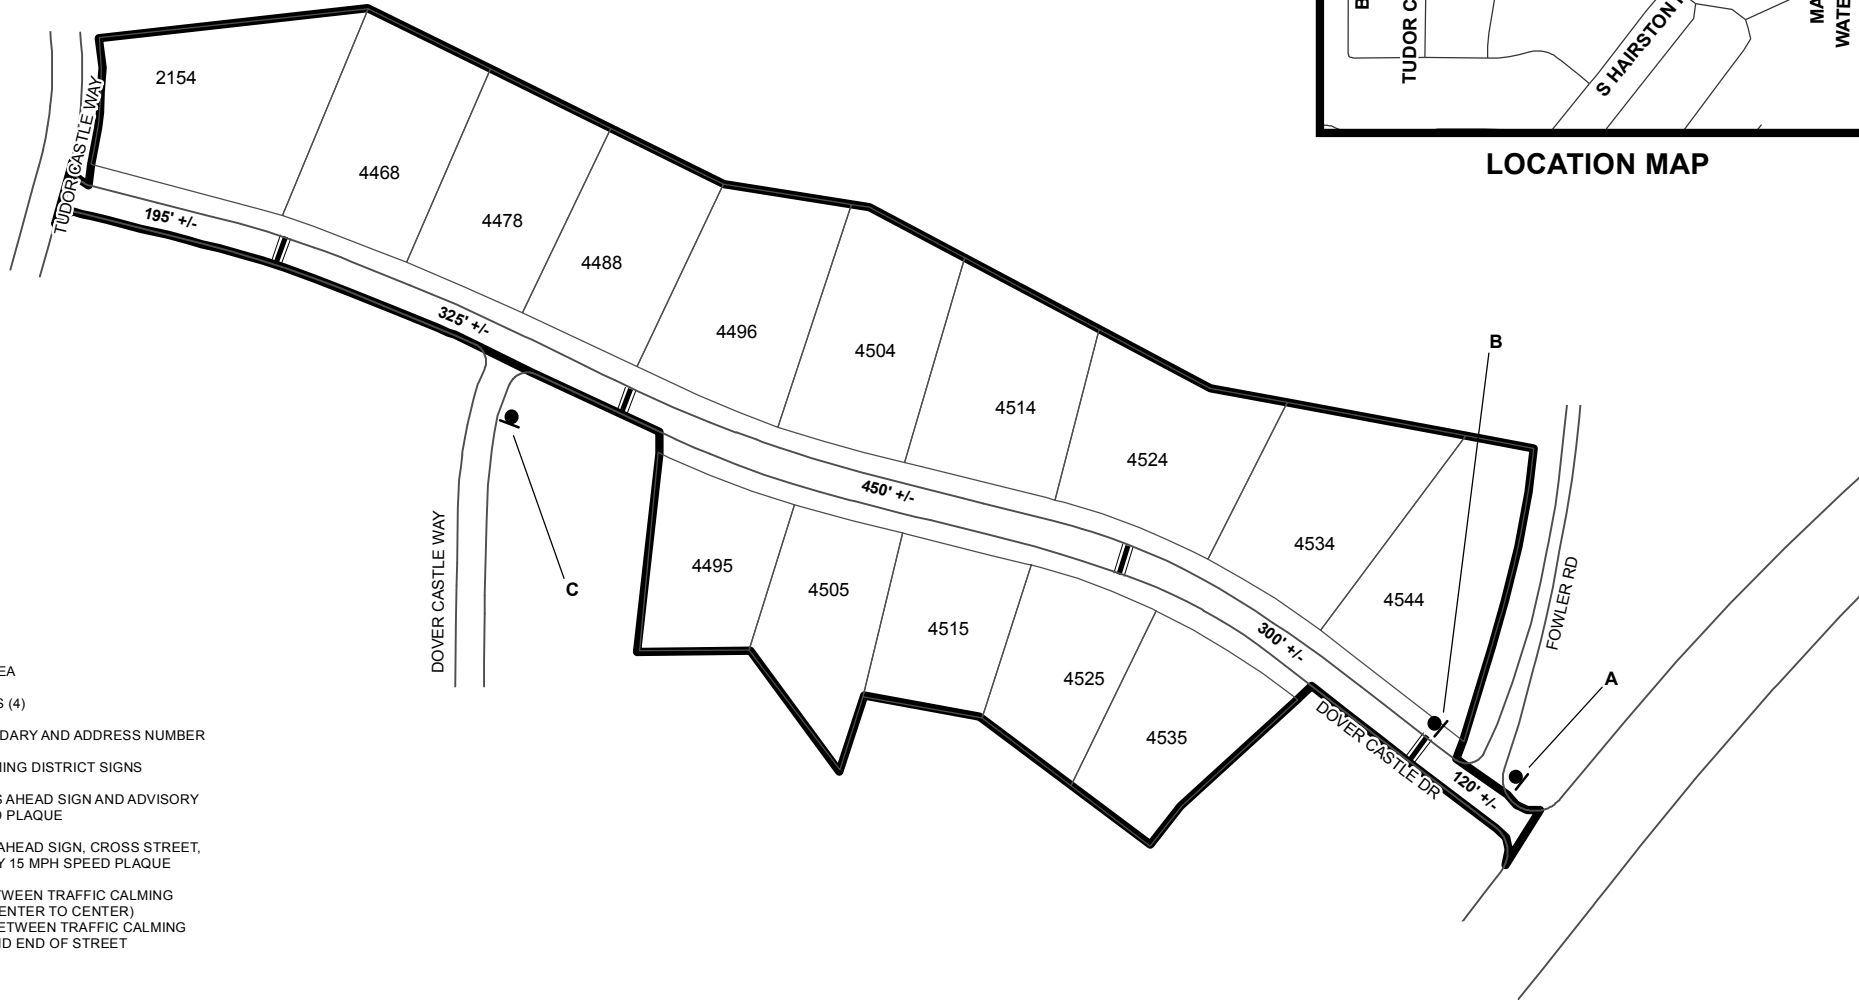 TUDOR C
S HAIRSTON
MA
WATE
LOCATION MAP
2154
TUDOR CASTLE WAY
4468
4478
4488
195' +/-
325' +/-
4496
4504
4514
4524
B
450' +/-
4534
4544
4495
4505
4515
4525
4535
300' +/-
DOVER CASTLE WAY
C
FOWLER RD
A
DOVER CASTLE DR
120' +/-
EA
S (4)
DARY AND ADDRESS NUMBER
ING DISTRICT SIGNS
S AHEAD SIGN AND ADVISORY
PLAQUE
AHEAD SIGN, CROSS STREET,
Y 15 MPH SPEED PLAQUE
TWEEN TRAFFIC CALMING
ENTER TO CENTER)
ETWEEN TRAFFIC CALMING
ND END OF STREET